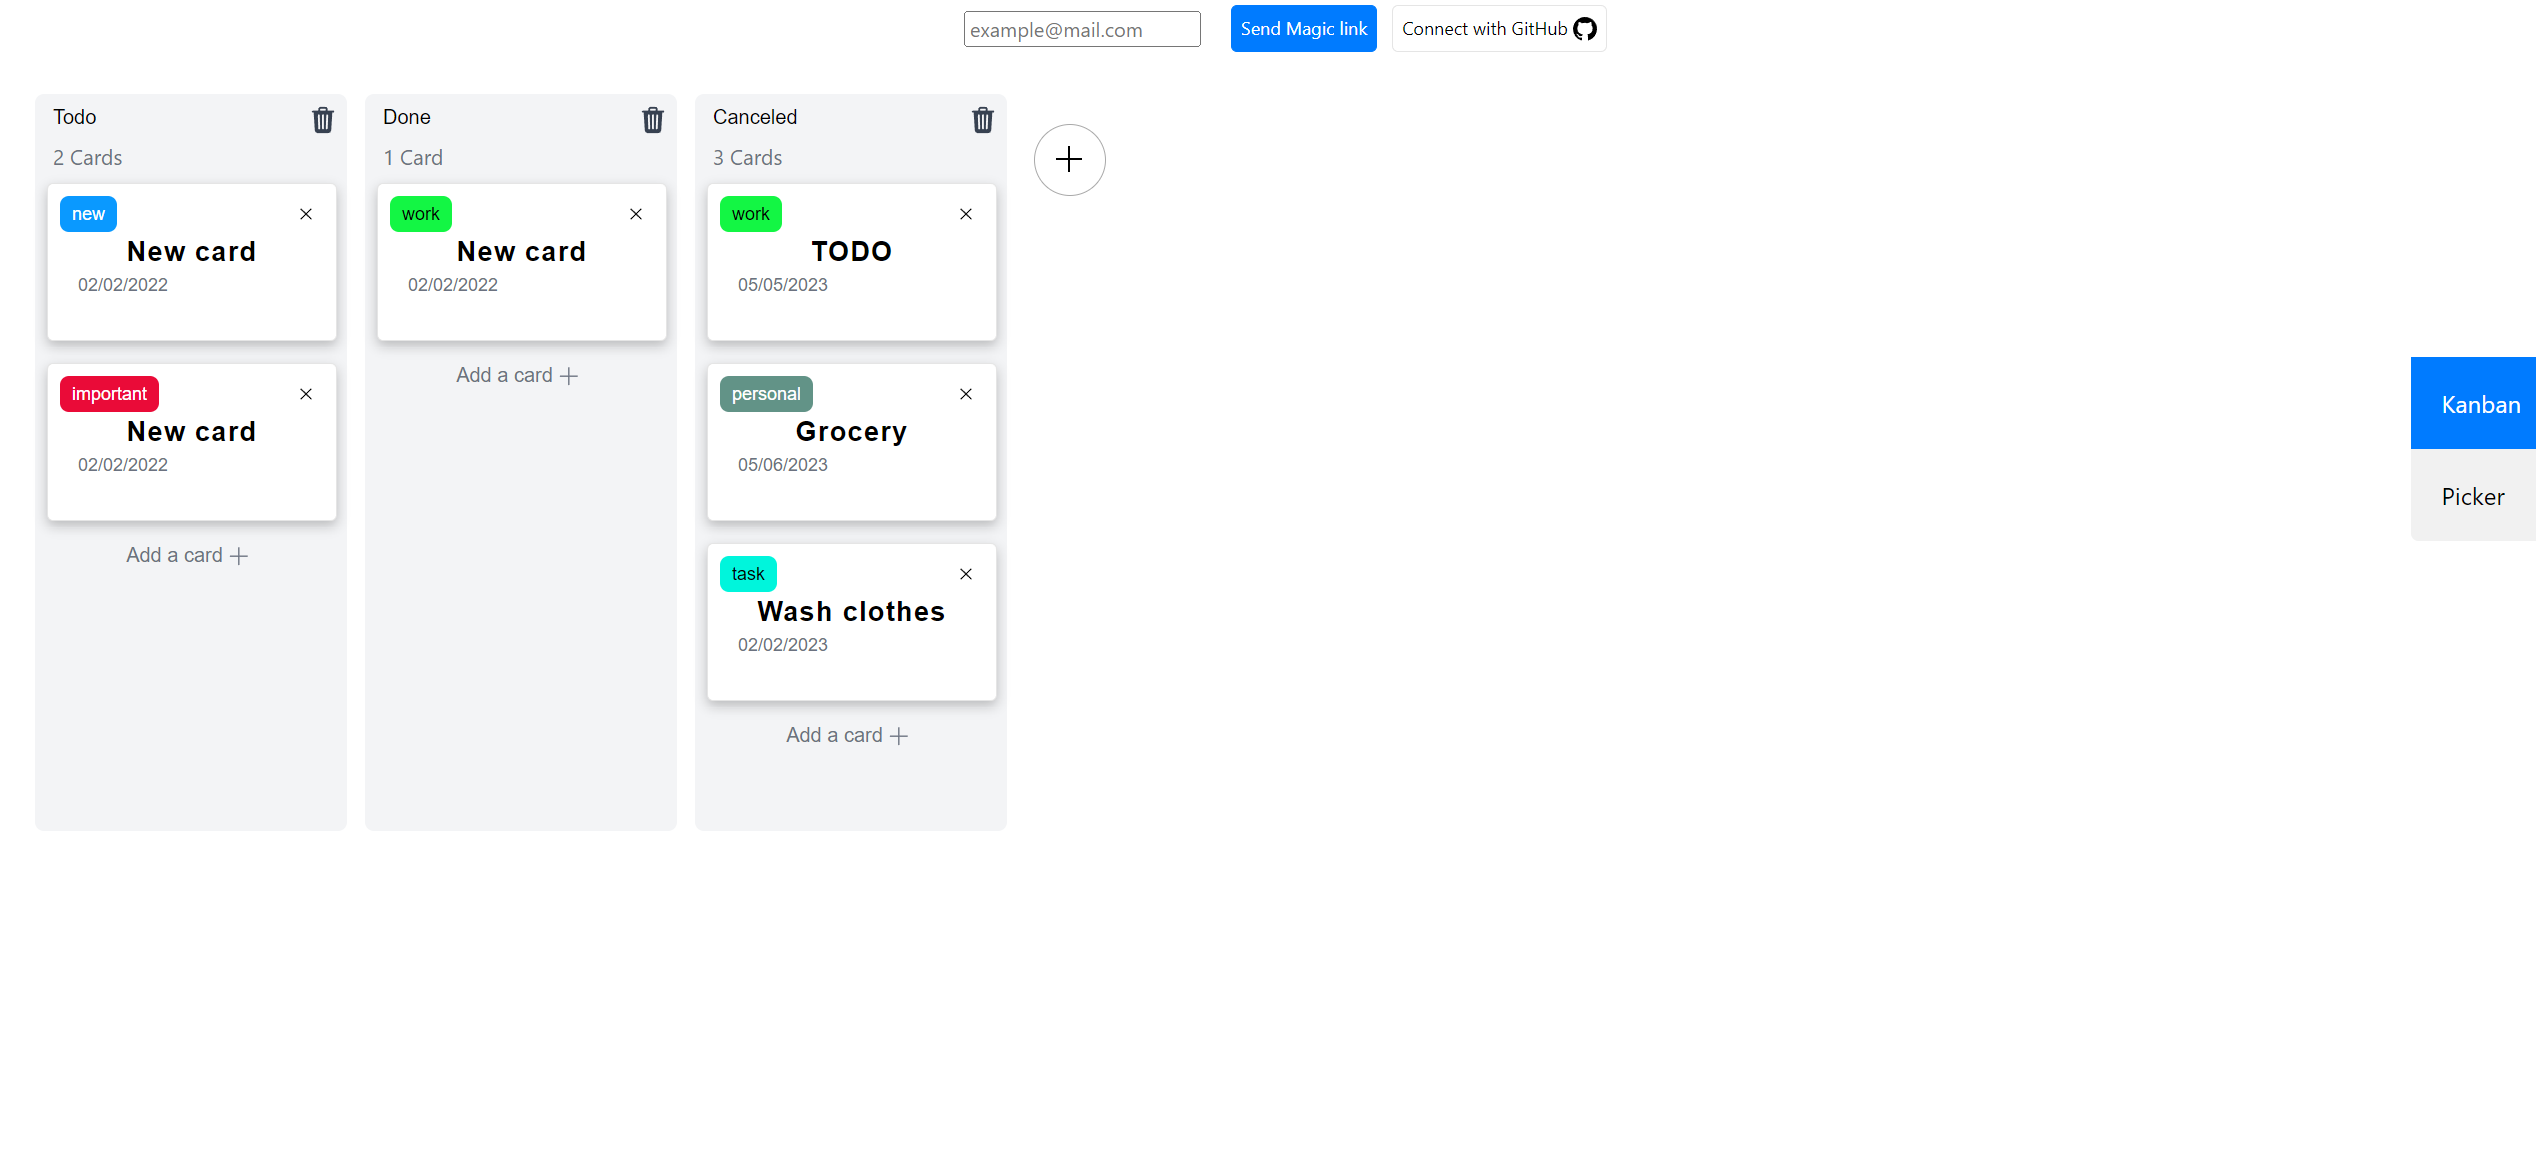 example@mail.com
Send Magic link
Connect with GitHub
Todo
2 Cards
new
New card
02/02/2022
important
New card
02/02/2022
Add a card
Done
1 Card
work
New card
02/02/2022
Add a card
Canceled
3 Cards
work
TODO
05/05/2023
personal
Grocery
05/06/2023
task
Wash clothes
02/02/2023
Add a card
Kanban
Picker